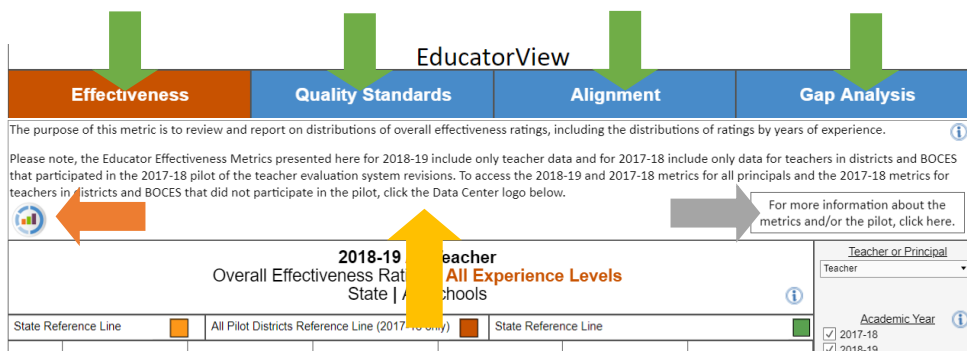 EducatorView
Effectiveness Quality Standards Alignment Gap Analysis
The purpose of this metric is to review and report on distributions of overall effectiveness ratings, including the distributions of ratings by years of experience.
Please note, the Educator Effectiveness Metrics presented here for 2018-19 include only teacher data and for 2017-18 include only data for teachers in districts and BOCES
that participated in the 2017-18 pilot of the teacher evaluation system revisions. To access the 2018-19 and 2017-18 metrics for all principals and the 2017-18 metrics for
teachers in districts and BOCES that did not participate in the pilot, click the Data Center logo below.
For more information about the
metrics and/or the pilot, click here.
2018-19 Teacher
Overall Effectiveness All Experience Levels
State |
State Reference Line All Pilot Districts Reference Line State Reference Line
Teacher or Principal
Teacher
Academic Year
2017-18
2018-19